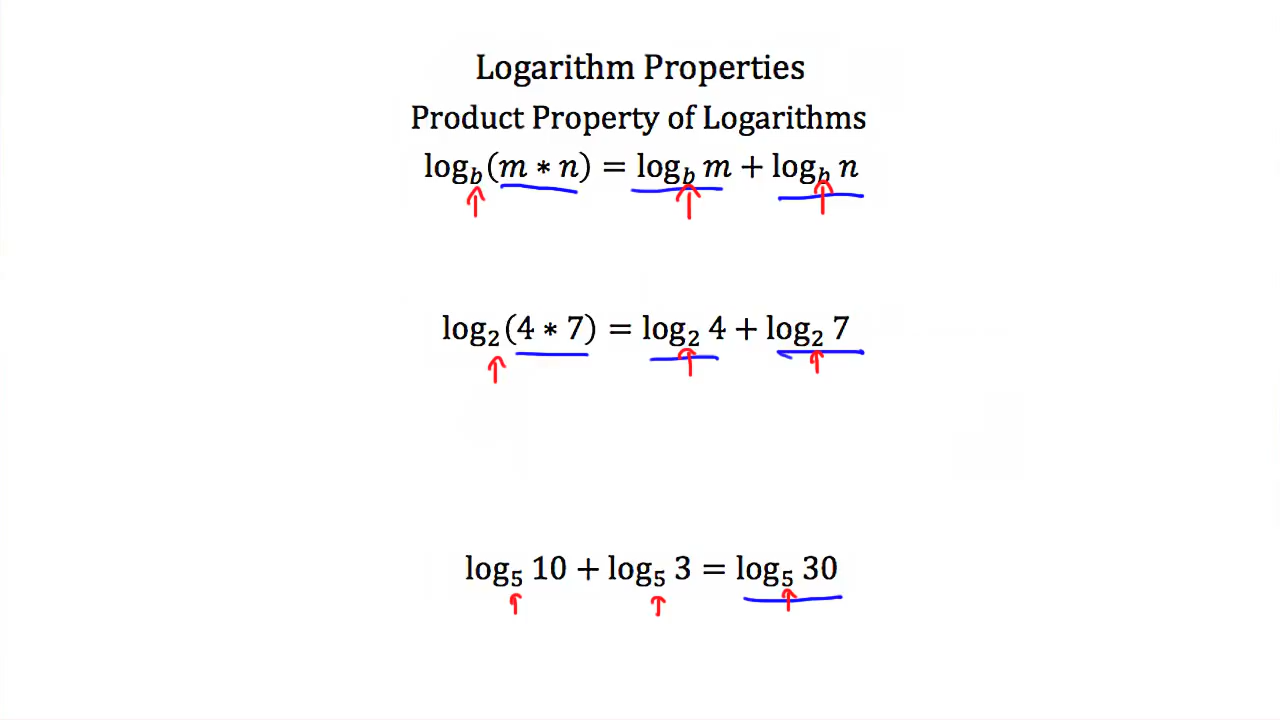 Logarithm Properties
Product Property of Logarithms
log_b(m * n) = log_b m + log_b n
log_2(4 * 7) = log_2 4 + log_2 7
log_5 10 + log_5 3 = log_5 30